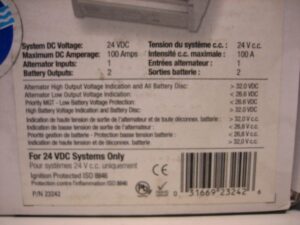 System DC Voltage: 24 VDC Tension du système c.c. : 24 V c.c.
Maximum DC Amperage: 100 Amps Intensité c.c. maximale : 100 A
Alternator Inputs: 1 Entrées alternateur : 1
Battery Outputs: 2 Sorties batterie : 2
Alternator High Output Voltage Indication and All Battery Disc: > 32.0 VDC
Alternator Low Output Voltage Indication: < 26.6 VDC
Priority MGT - Low Battery Voltage Protection: < 26.6 VDC
High Battery Voltage Indication and Battery Disc: > 32.0 VDC
Indication de haute tension de sortie de l'alternateur et de toute déconnex. batterie : > 32,0 V c.c.
Indication de basse tension de sortie de l'alternateur : < 26,6 V c.c.
Priorité gestion de batterie - Protection basse tension batterie : < 26,6 V c.c.
Indication de haute tension de batterie et de déconnex. batterie : > 32,0 V c.c.
For 24 VDC Systems Only
Pour systèmes 24 V c.c. uniquement
Ignition Protected ISO 8846
Protection contre l'inflammation ISO 8846
P/N 23242
0 31669 23242 6